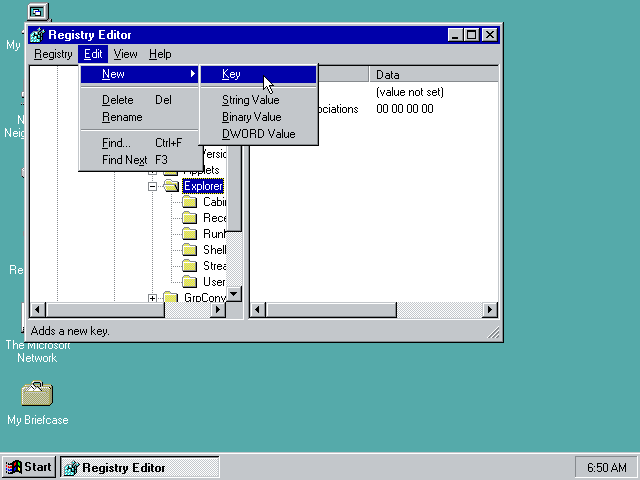 My
Registry Editor
Registry Edit View Help
New
Delete Del
Rename
Find... Ctrl+F
Find Next F3
Key
String Value
Binary Value
DWORD Value
Data
(value not set)
ociations 00 00 00 00
Versio
Applets
Explorer
Cabi
Rece
Runl
Shell
Strea
User
GrpConv
Adds a new key.
N
Neig
Re
The Microsoft
Network
My Briefcase
Start
Registry Editor
6:50 AM